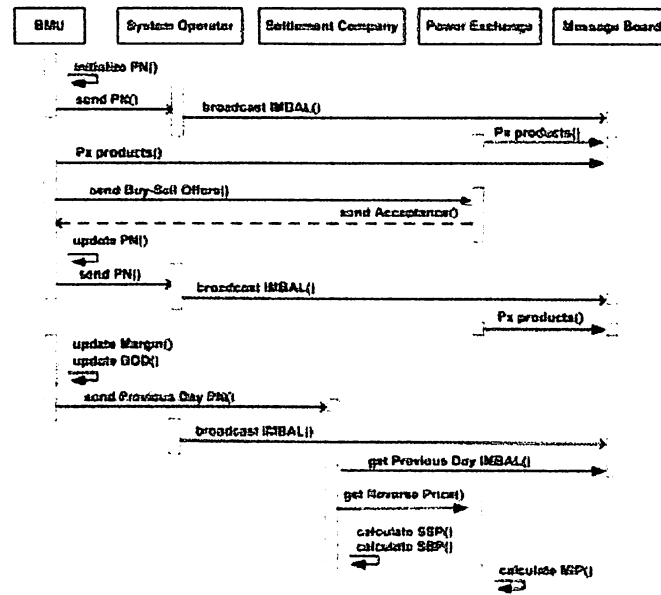 BMU
System Operator
Settlement Company
Power Exchange
Message Board
initialize PN()
send PN()
broadcast IMBAL()
Px products()
Px products()
send Buy-Sell Offers()
send Acceptance()
update PN()
send PN()
broadcast IMBAL()
Px products()
update Margin()
update BOD()
send Previous Day PN()
broadcast IMBAL()
get Previous Day IMBAL()
get Reverse Price()
calculate SSP()
calculate SBP()
calculate MIP()